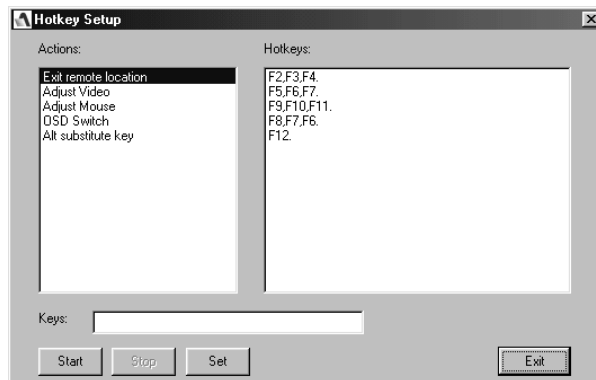 Hotkey Setup
Actions:
Hotkeys:
Exit remote location
F2,F3,F4.
Adjust Video
F5,F6,F7.
Adjust Mouse
F9,F10,F11.
OSD Switch
F8,F7,F6.
Alt substitute key
F12.
Keys:
Start
Stop
Set
Exit